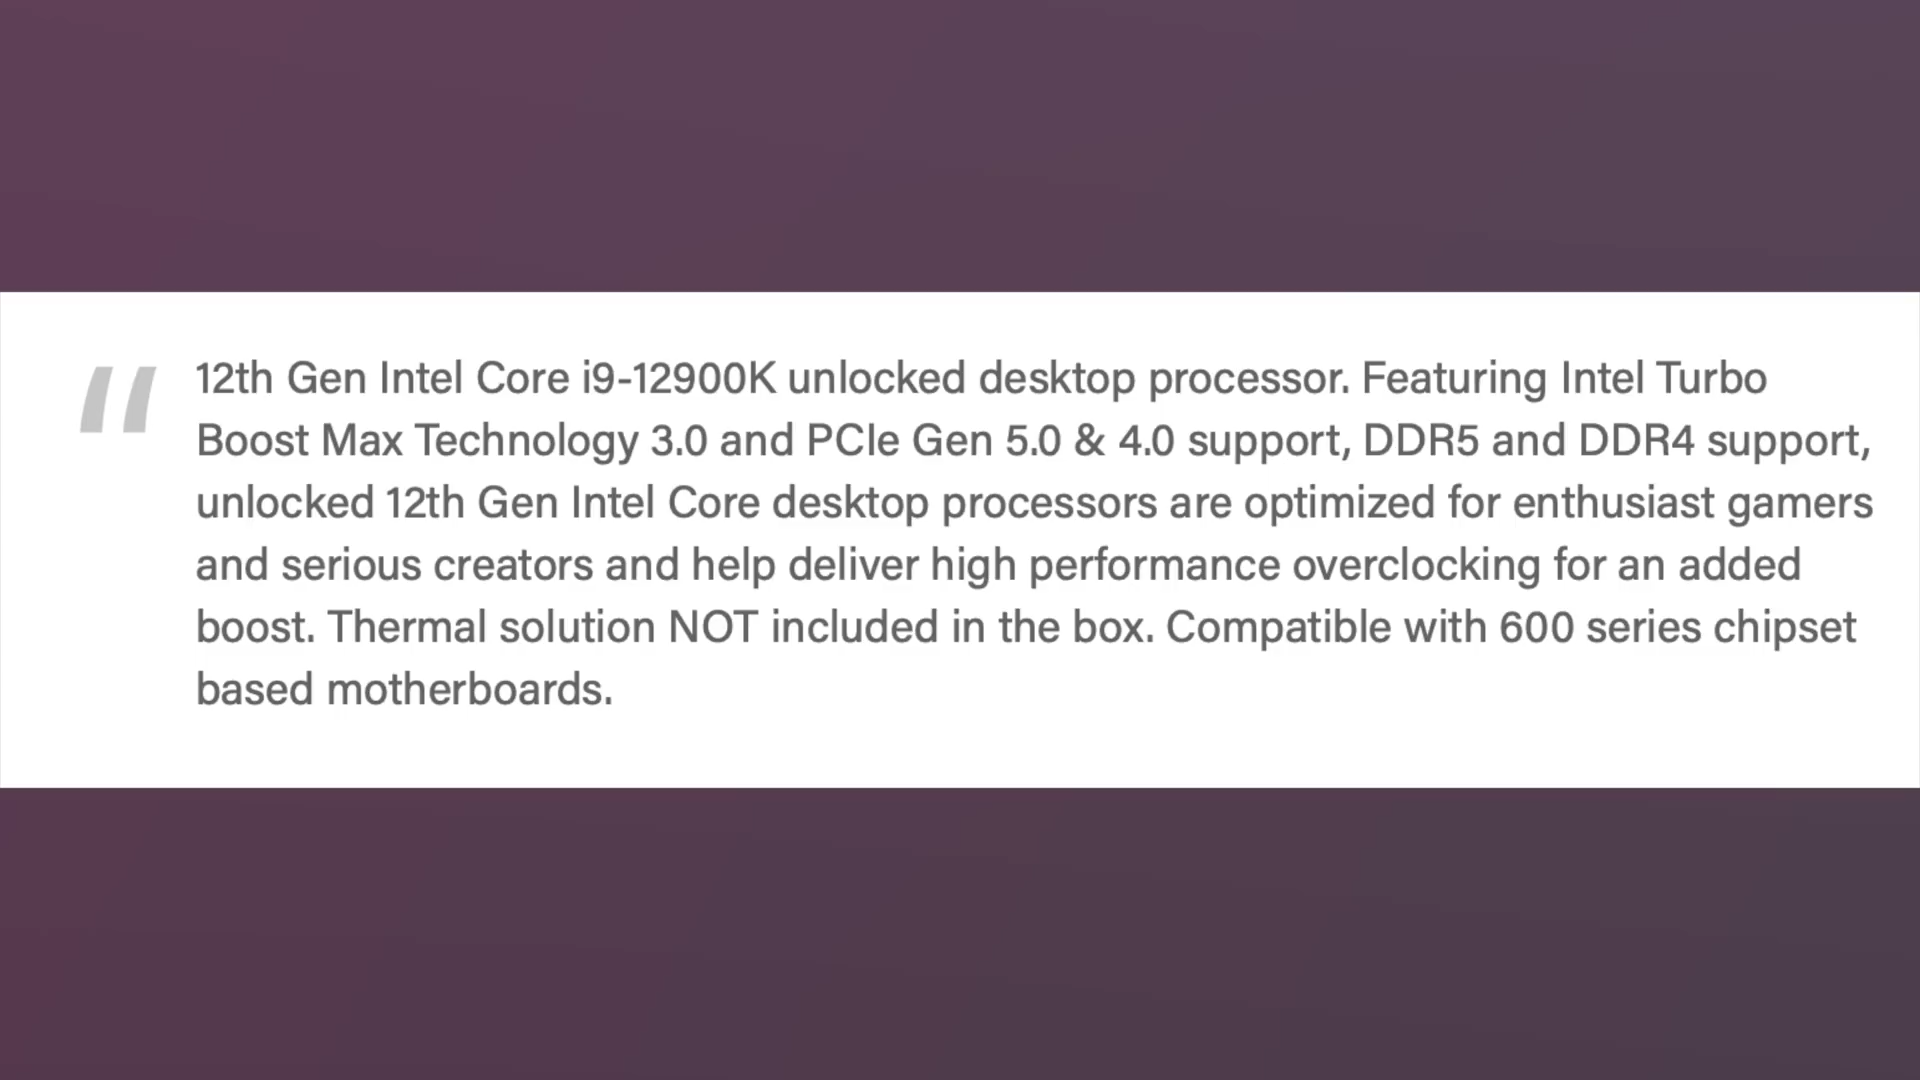 “ 12th Gen Intel Core i9-12900K unlocked desktop processor. Featuring Intel Turbo
Boost Max Technology 3.0 and PCIe Gen 5.0 & 4.0 support, DDR5 and DDR4 support,
unlocked 12th Gen Intel Core desktop processors are optimized for enthusiast gamers
and serious creators and help deliver high performance overclocking for an added
boost. Thermal solution NOT included in the box. Compatible with 600 series chipset
based motherboards.